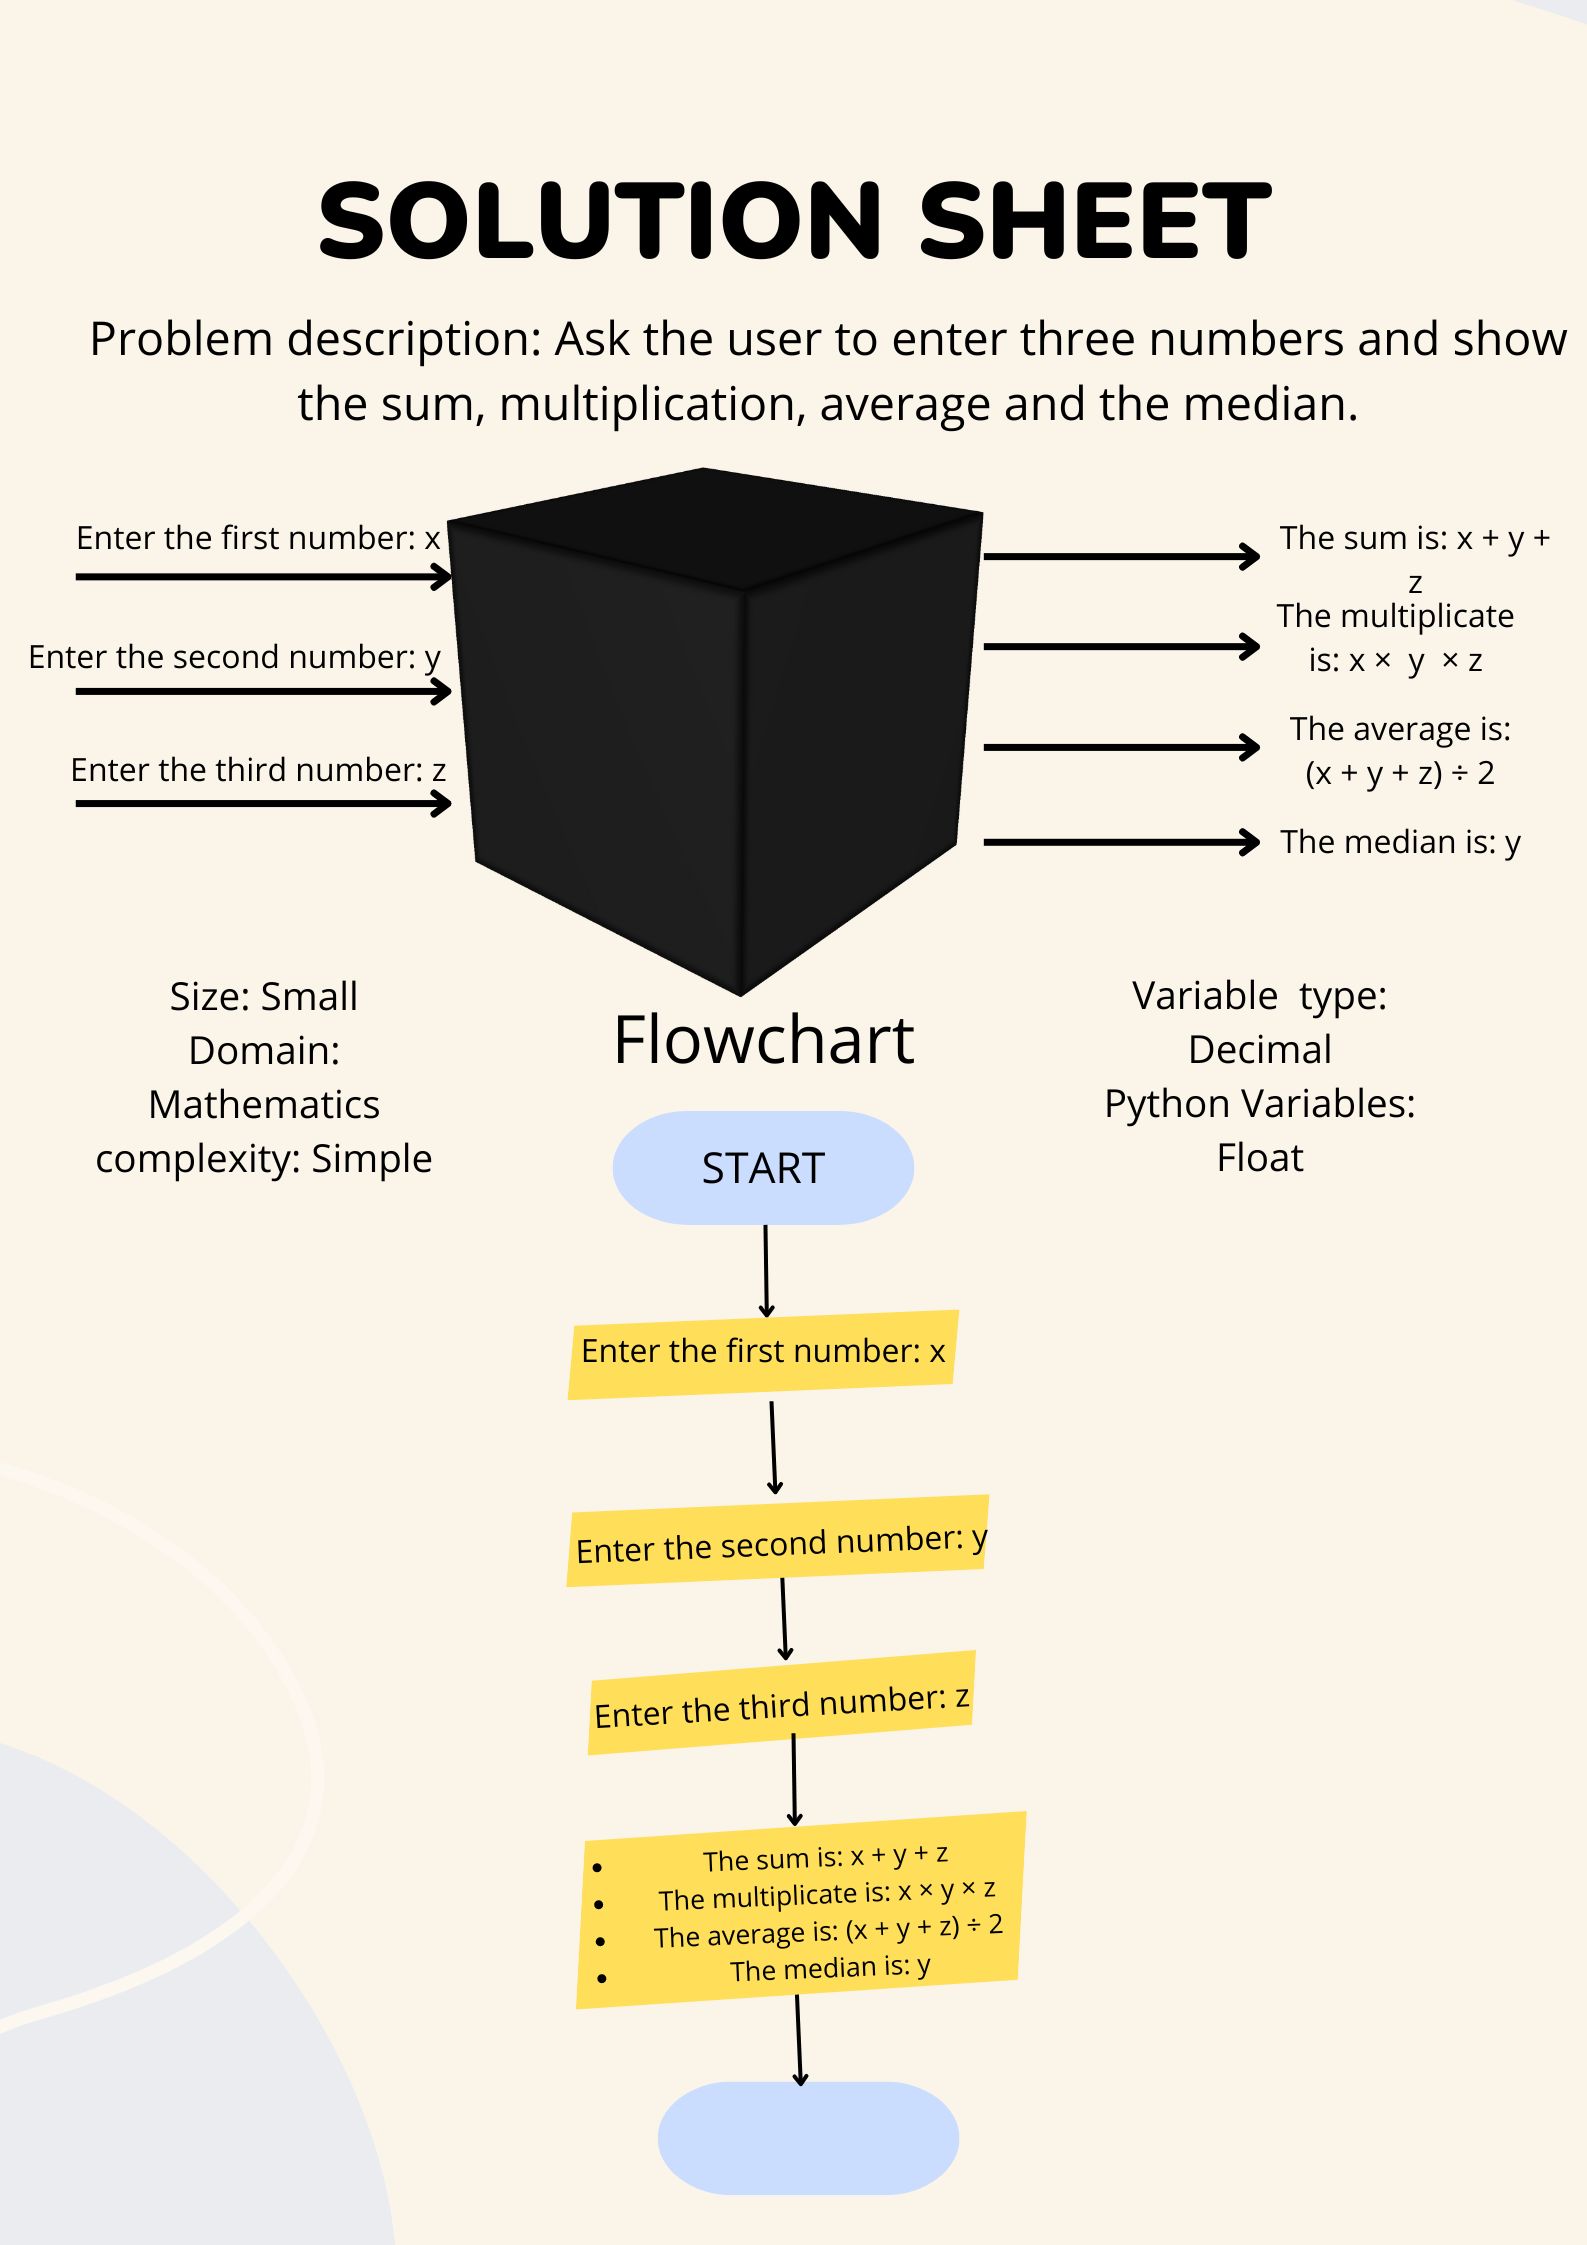 SOLUTION SHEET
Problem description: Ask the user to enter three numbers and show
the sum, multiplication, average and the median.
Enter the first number: x
Enter the second number: y
Enter the third number: z
The sum is: x + y +
z
The multiplicate
is: x × y × z
The average is:
(x + y + z) ÷ 2
The median is: y
Size: Small
Domain:
Mathematics
complexity: Simple
Variable type:
Decimal
Python Variables:
Float
Flowchart
START
Enter the first number: x
Enter the second number: y
Enter the third number: z
• The sum is: x + y + z
• The multiplicate is: x × y × z
• The average is: (x + y + z) ÷ 2
• The median is: y